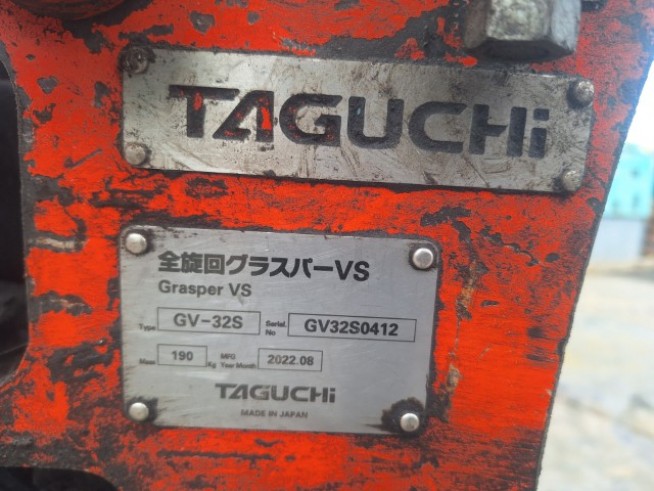 TAGUCHi
全旋回グラスパーVS
Grasper VS
Type GV-32S Serial No GV32S0412
Mass 190 Kg MFG Year Month 2022.08
TAGUCHi
MADE IN JAPAN